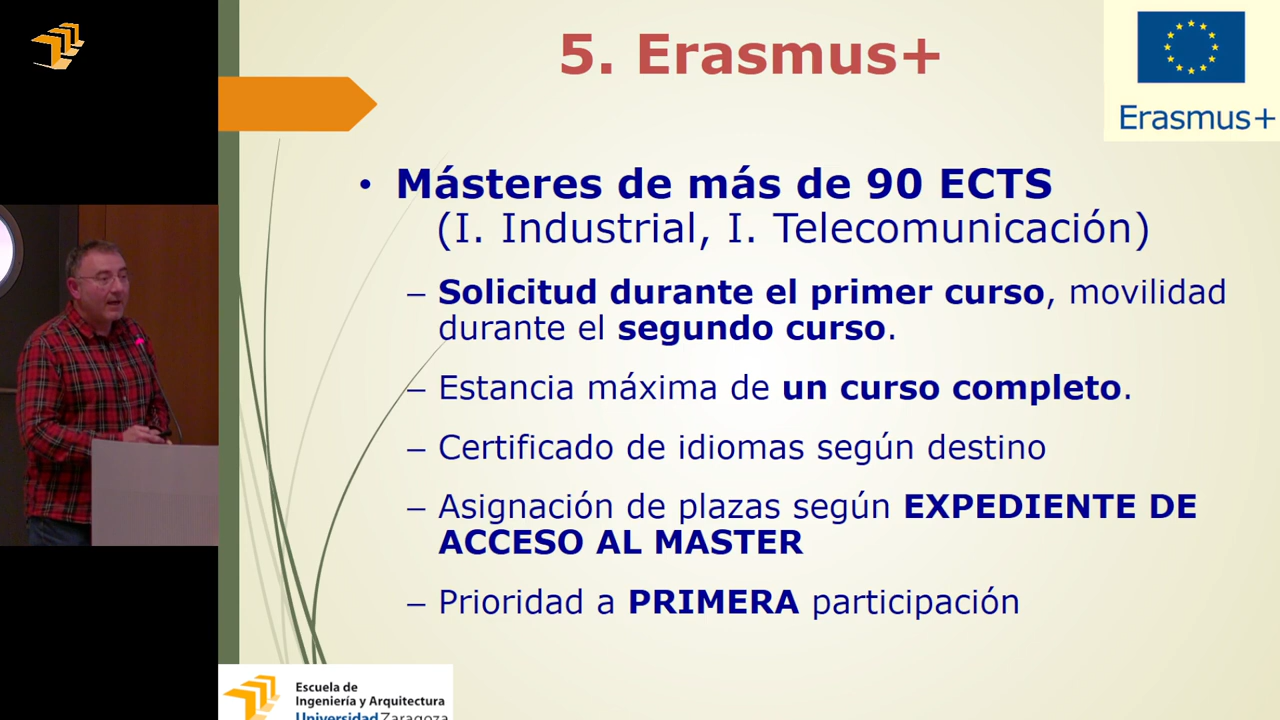 5. Erasmus+
Erasmus+
• Másteres de más de 90 ECTS
(I. Industrial, I. Telecomunicación)
– Solicitud durante el primer curso, movilidad
durante el segundo curso.
– Estancia máxima de un curso completo.
– Certificado de idiomas según destino
– Asignación de plazas según EXPEDIENTE DE
ACCESO AL MASTER
– Prioridad a PRIMERA participación
Escuela de
Ingeniería y Arquitectura
Universidad Zaragoza